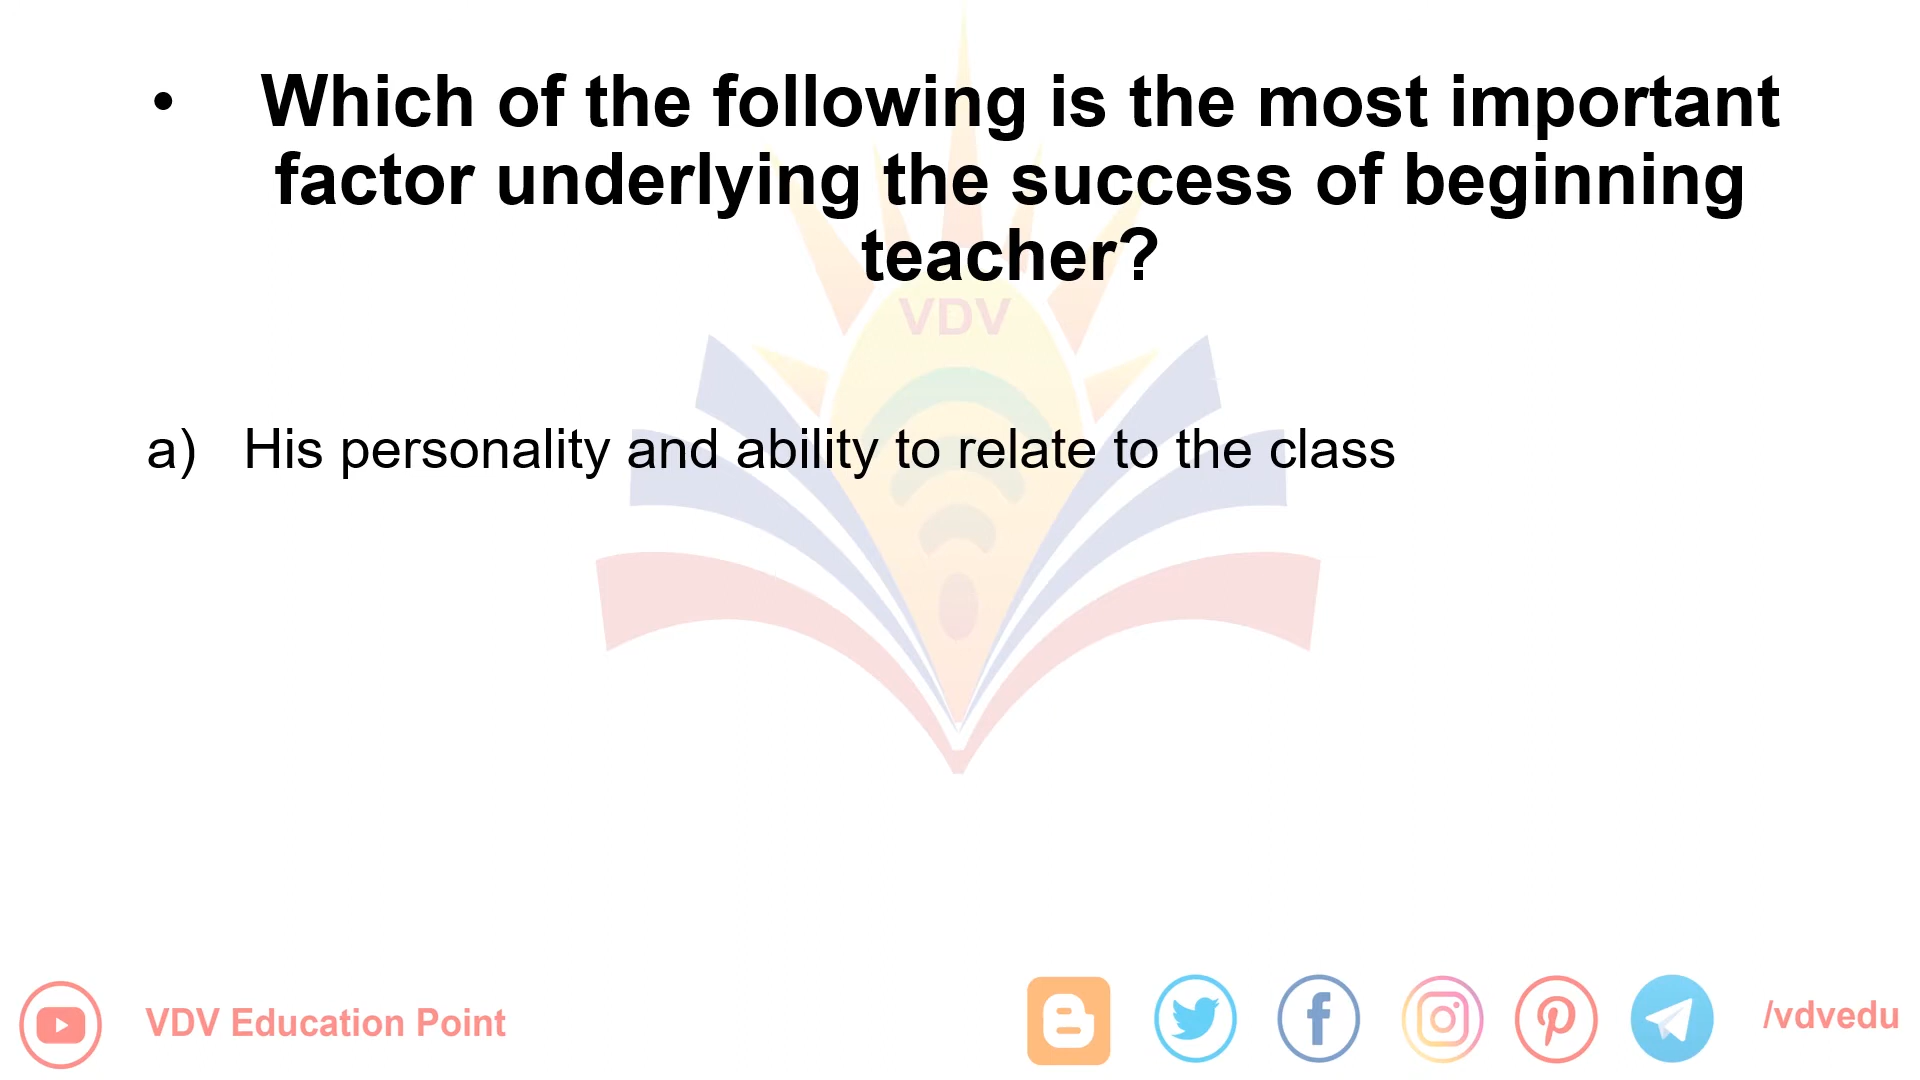 • Which of the following is the most important
factor underlying the success of beginning
teacher?
VDV
a) His personality and ability to relate to the class
VDV Education Point
/vdvedu